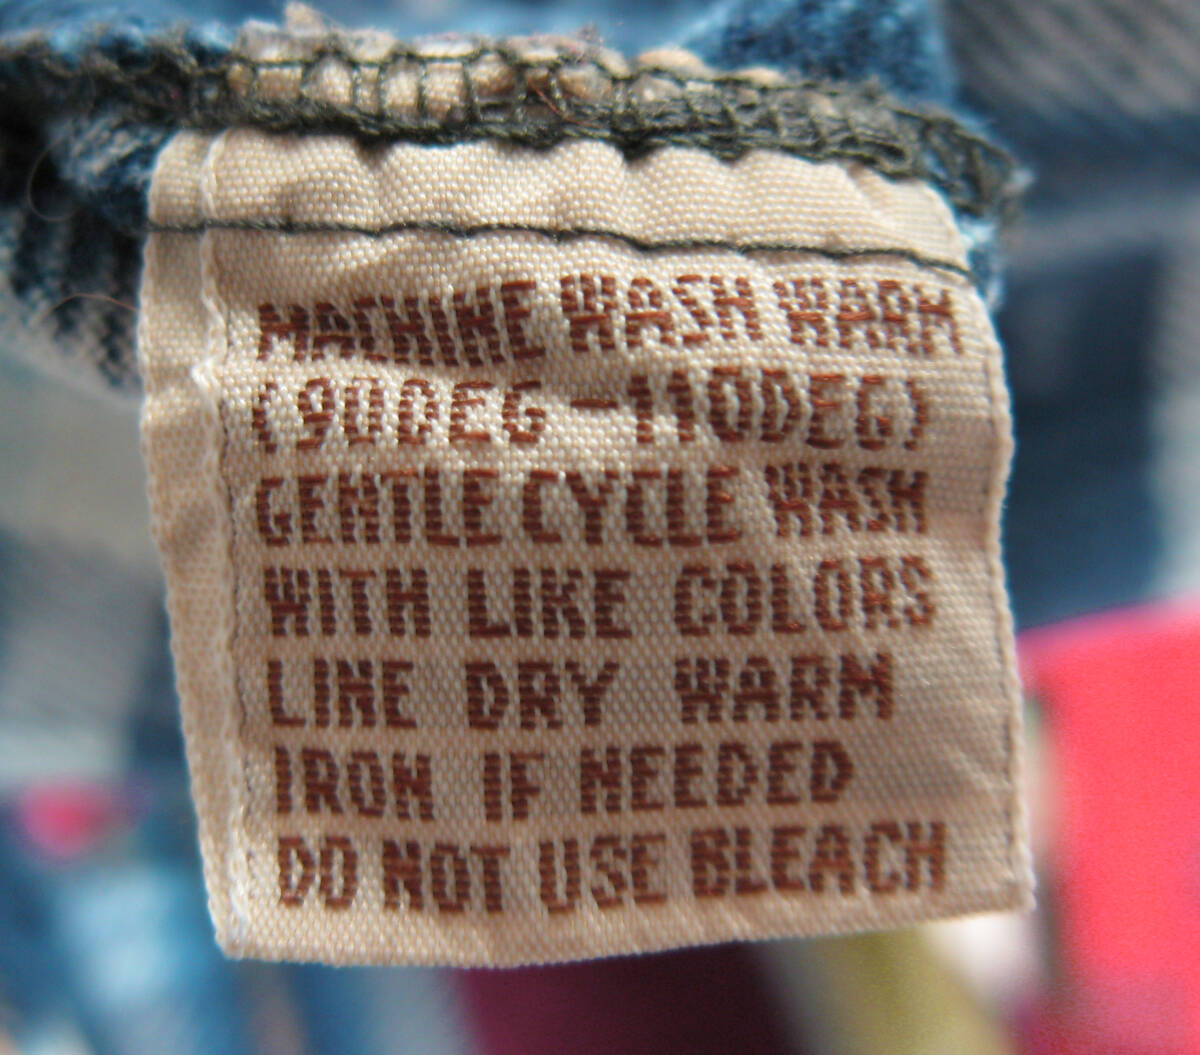 MACHINE WASH WARM
(90DEG -110DEG)
GENTLE CYCLE WASH
WITH LIKE COLORS
LINE DRY WARM
IRON IF NEEDED
DO NOT USE BLEACH